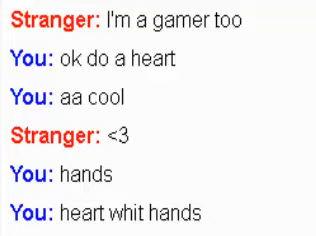 Stranger: I'm a gamer too
You: ok do a heart
You: aa cool
Stranger: <3
You: hands
You: heart whit hands